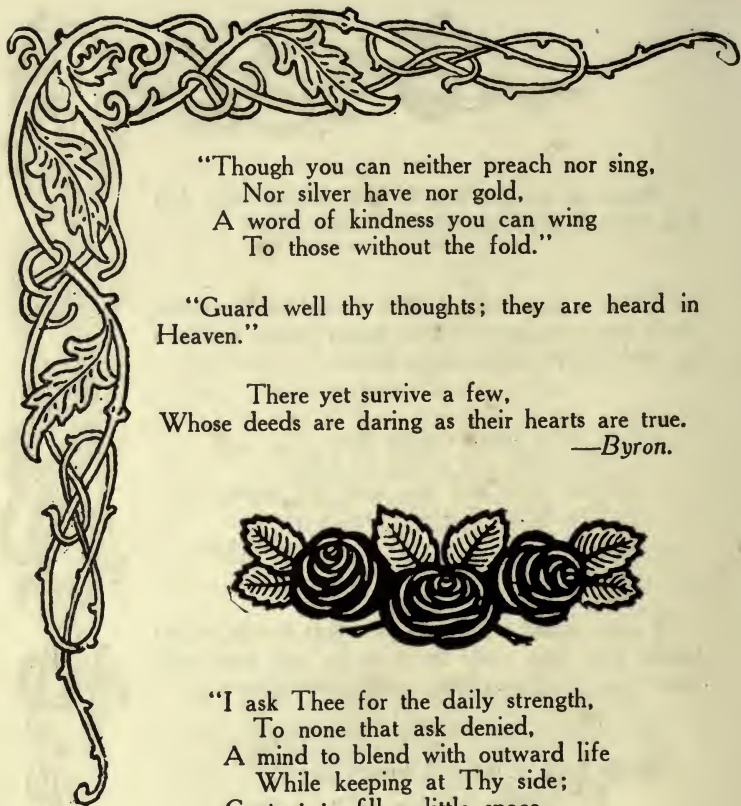 "Though you can neither preach nor sing,
Nor silver have nor gold,
A word of kindness you can wing
To those without the fold."
"Guard well thy thoughts; they are heard in
Heaven."
There yet survive a few,
Whose deeds are daring as their hearts are true.
—Byron.
"I ask Thee for the daily strength,
To none that ask denied,
A mind to blend with outward life
While keeping at Thy side;